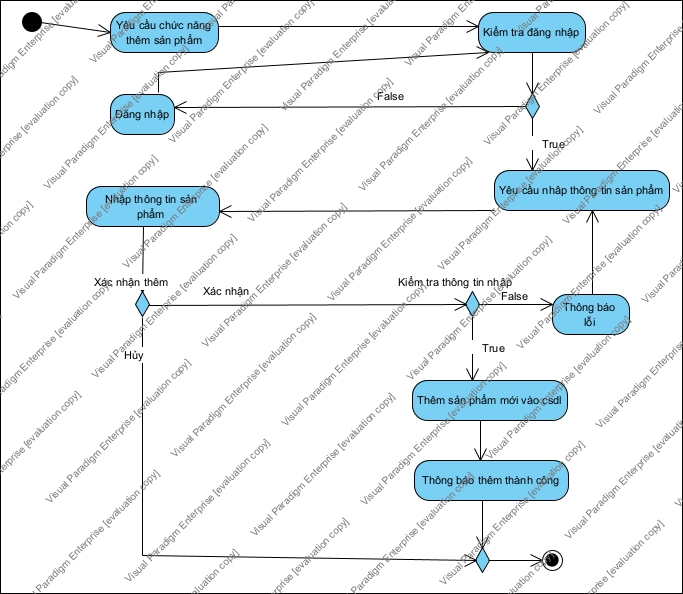 Yêu cầu chức năng
thêm sản phẩm
Kiểm tra đăng nhập
False
Đăng nhập
True
Yêu cầu nhập thông tin sản phẩm
Nhập thông tin sản
phẩm
Xác nhận thêm
Kiểm tra thông tin nhập
Xác nhận
False
Thông báo
lỗi
True
Hủy
Thêm sản phẩm mới vào csdl
Thông báo thêm thành công
Visual Paradigm Enterprise [evaluation copy]